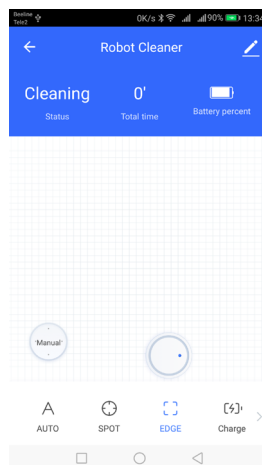 Beeline
Tele2
0K/s 90% 13:34
Robot Cleaner
Cleaning 0'
Status Total time Battery percent
Manual
AUTO SPOT EDGE Charge